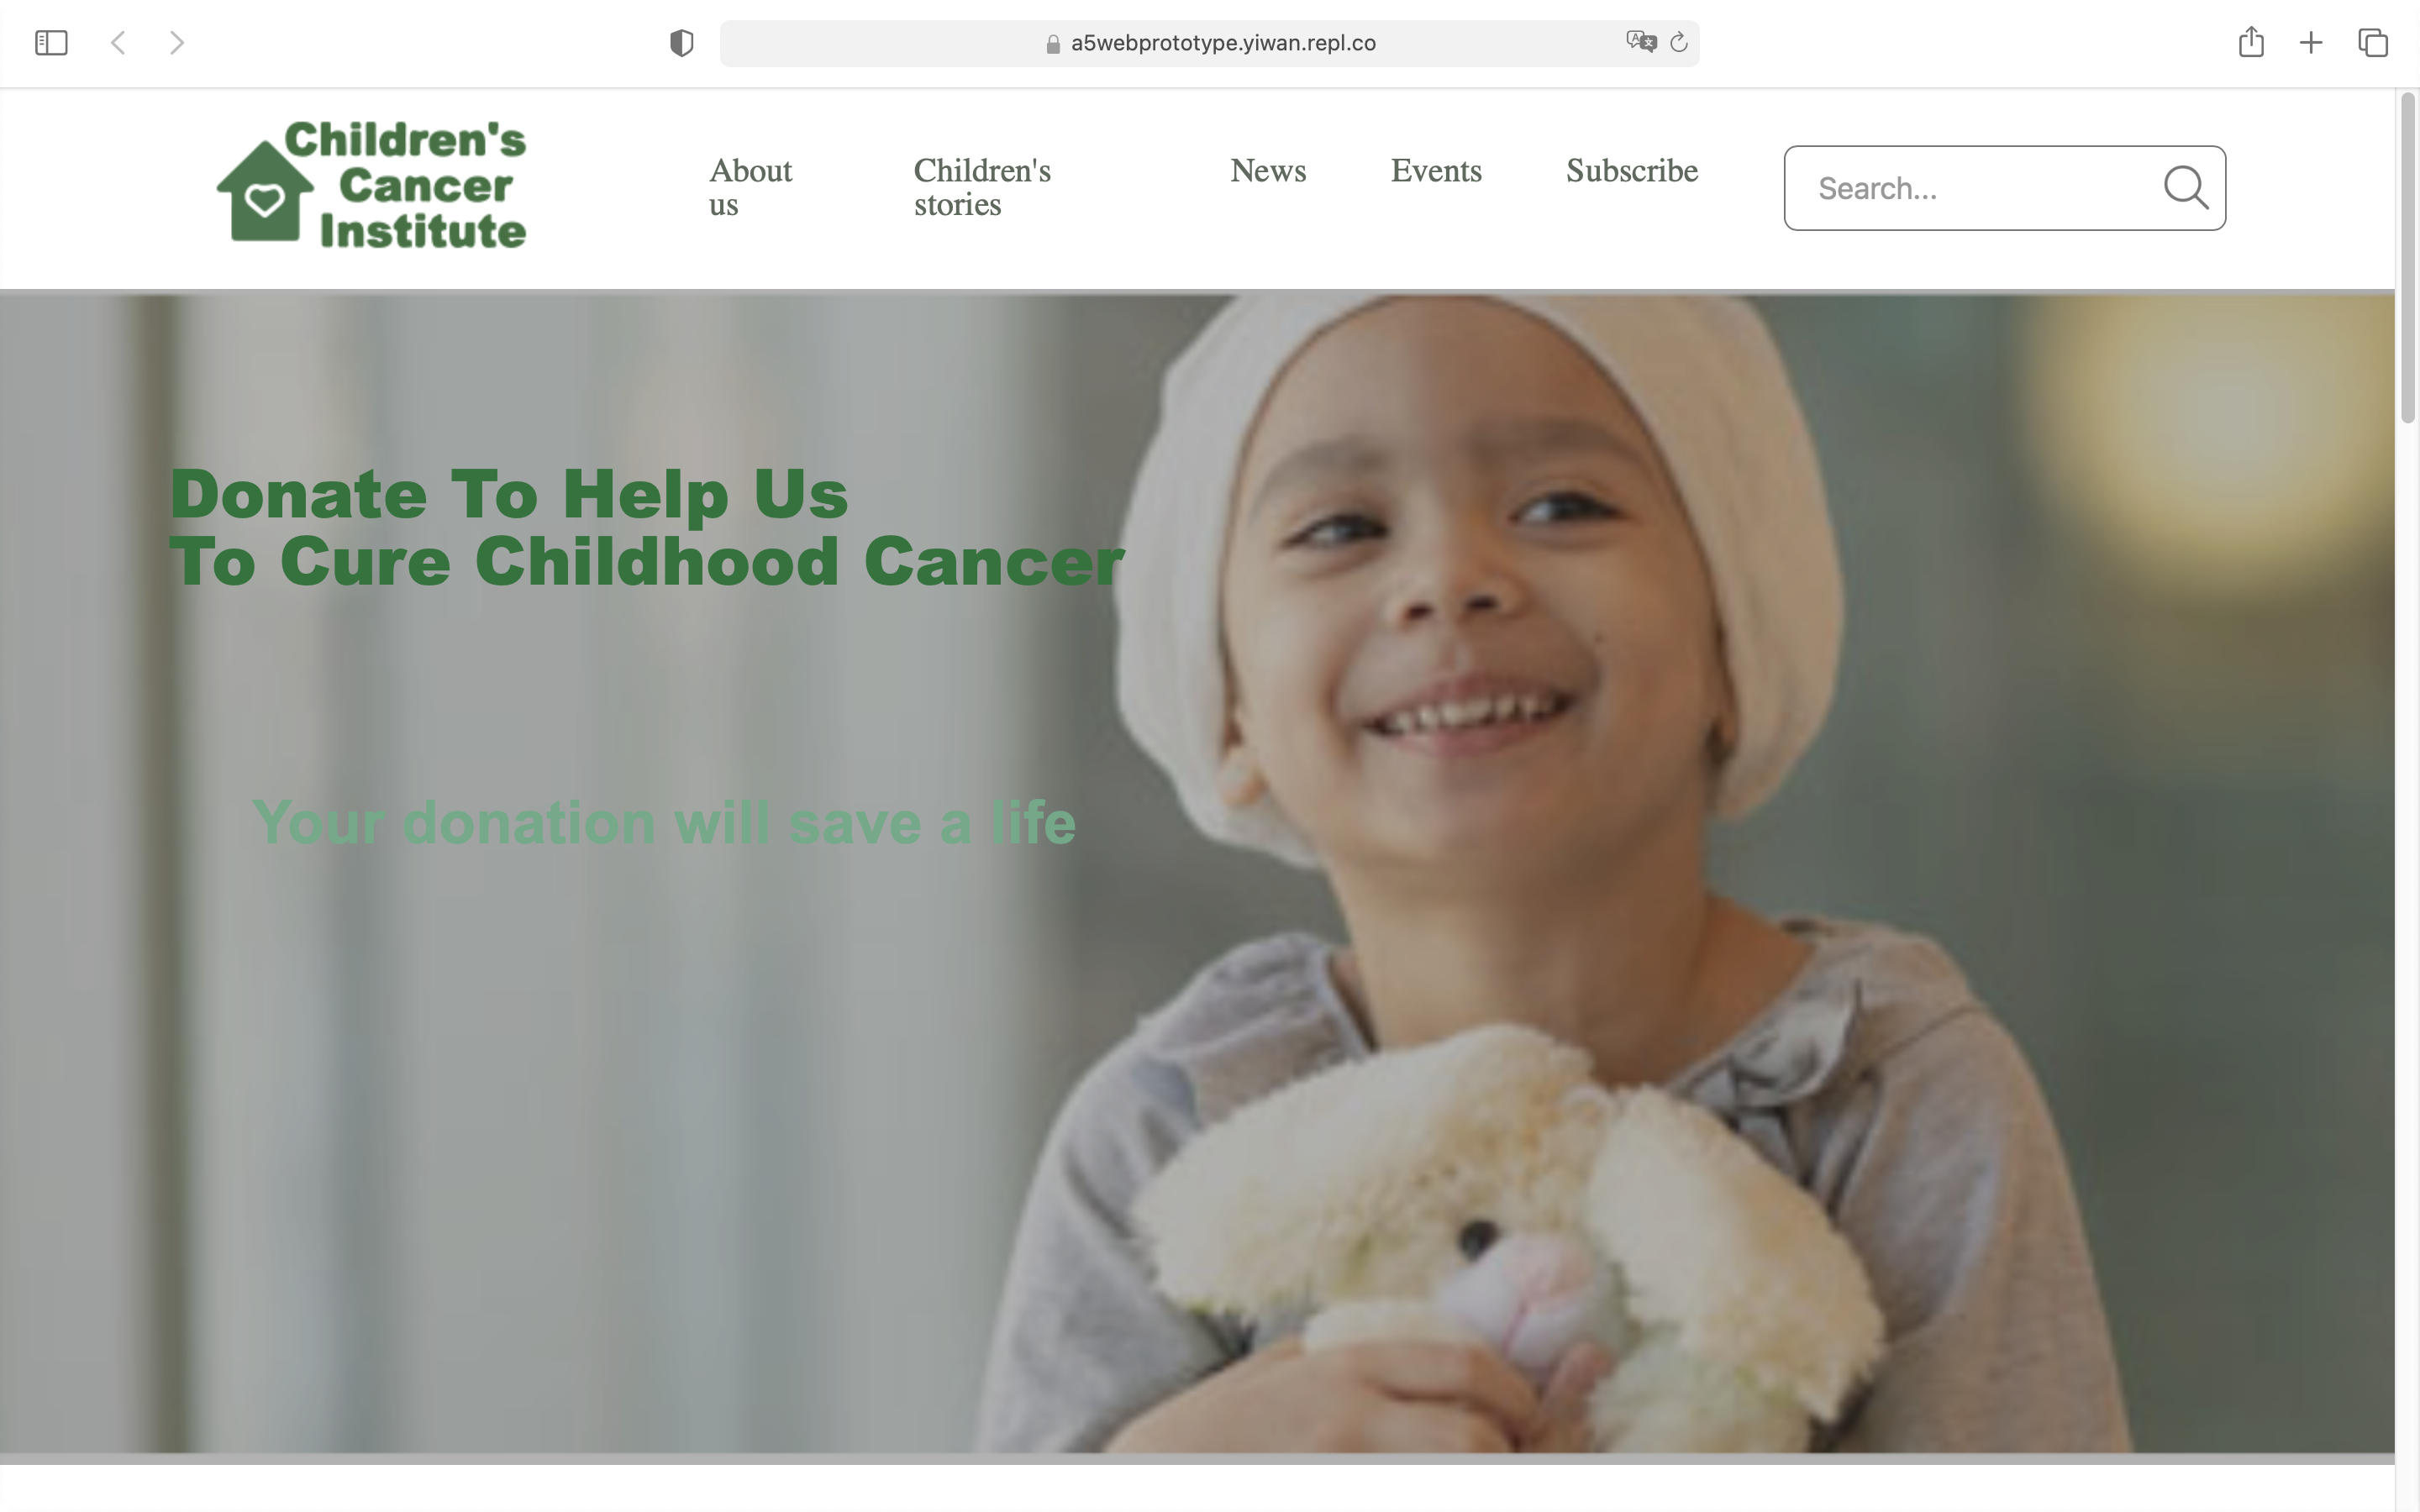 a5webprototype.yiwan.repl.co
Children's
Cancer
Institute
About
us
Children's
stories
News
Events
Subscribe
Search...
Donate To Help Us
To Cure Childhood Cancer
Your donation will save a life